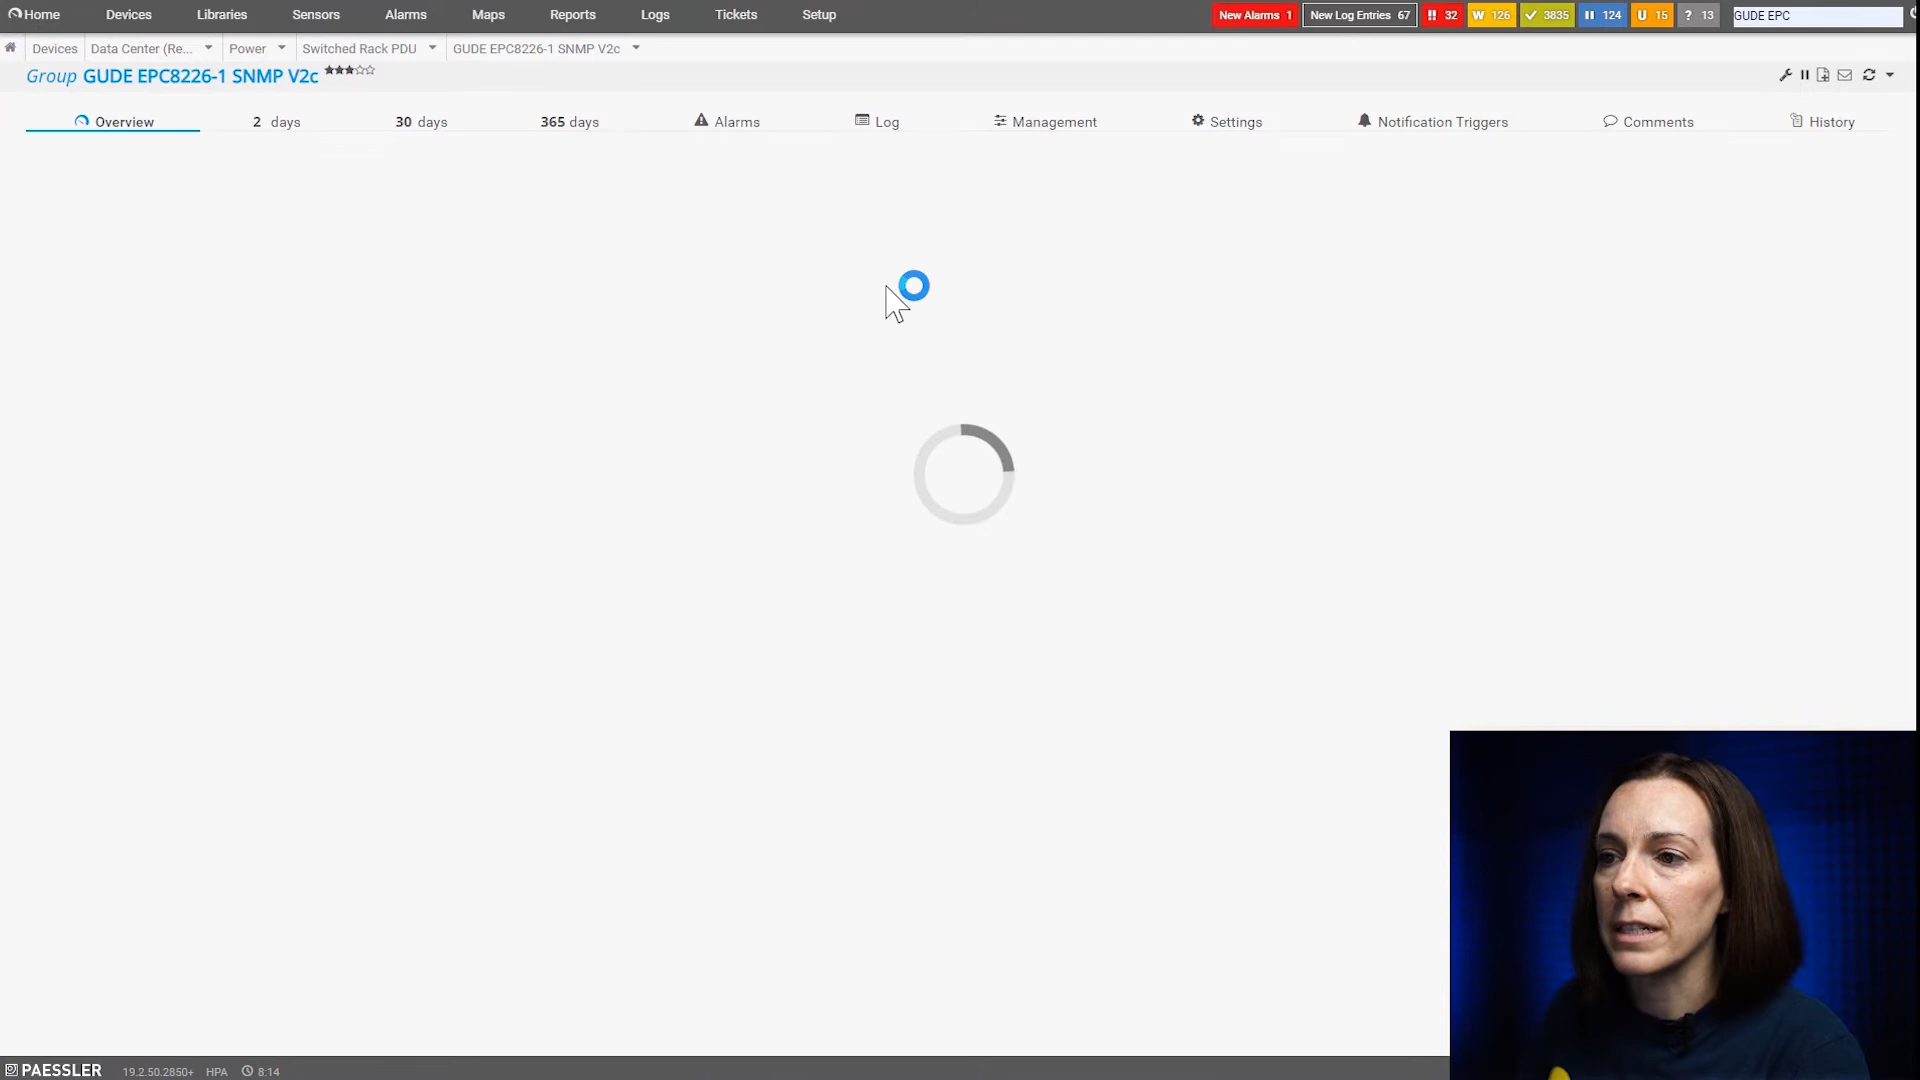 Home Devices Libraries Sensors Alarms Maps Reports Logs Tickets Setup New Alarms 1 New Log Entries 67 !! 32 W 126 3835 124 U 15 ? 13 GUDE EPC
Devices Data Center (Re... Power Switched Rack PDU GUDE EPC8226-1 SNMP V2c
Group GUDE EPC8226-1 SNMP V2c
Overview 2 days 30 days 365 days Alarms Log Management Settings Notification Triggers Comments History
PAESSLER 19.2.50.2850+ HPA 8:14